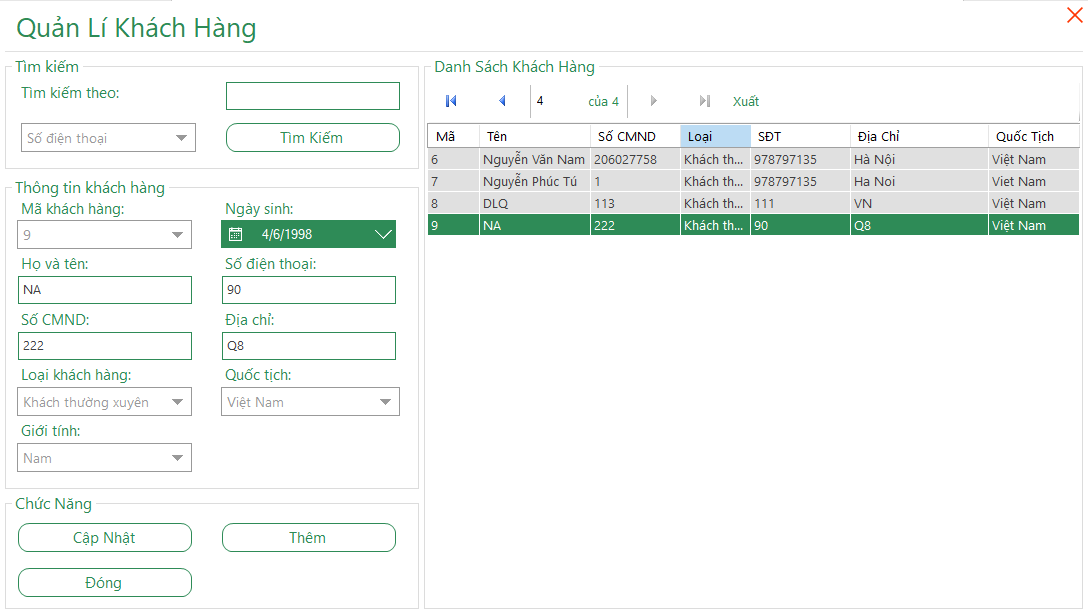 Quản Lí Khách Hàng
Tìm kiếm
Tìm kiếm theo:
Số điện thoại
Tìm Kiếm
Thông tin khách hàng
Mã khách hàng: Ngày sinh:
9 4/6/1998
Họ và tên: Số điện thoại:
NA 90
Số CMND: Địa chỉ:
222 Q8
Loại khách hàng: Quốc tịch:
Khách thường xuyên Việt Nam
Giới tính:
Nam
Chức Năng
Cập Nhật Thêm
Đóng
Danh Sách Khách Hàng
4 của 4 Xuất
Mã Tên Số CMND Loại SĐT Địa Chỉ Quốc Tịch
6 Nguyễn Văn Nam 206027758 Khách th... 978797135 Hà Nội Việt Nam
7 Nguyễn Phúc Tú 1 Khách th... 978797135 Ha Noi Viet Nam
8 DLQ 113 Khách th... 111 VN Việt Nam
9 NA 222 Khách th... 90 Q8 Việt Nam